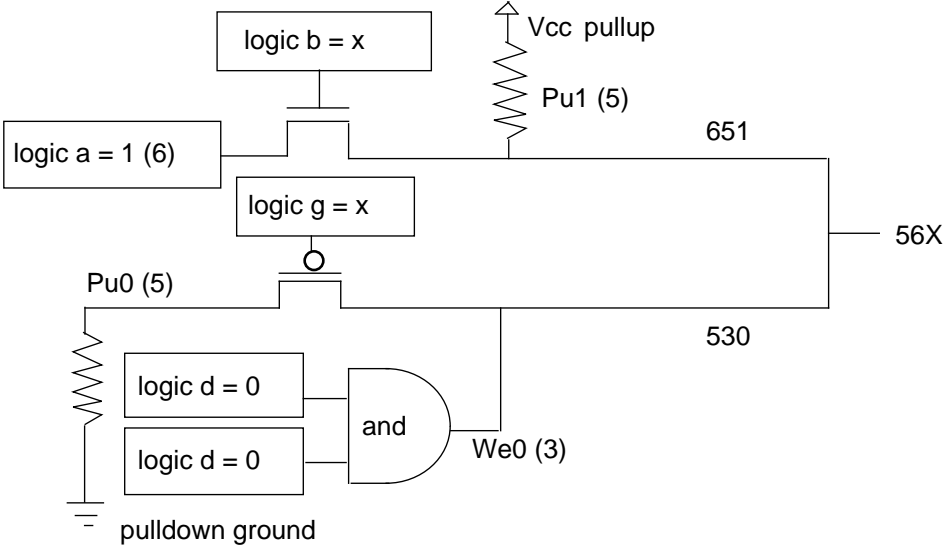 Vcc pullup
logic b = x
Pu1 (5)
651
logic a = 1 (6)
logic g = x
56X
Pu0 (5)
530
logic d = 0
and
We0 (3)
logic d = 0
pulldown ground